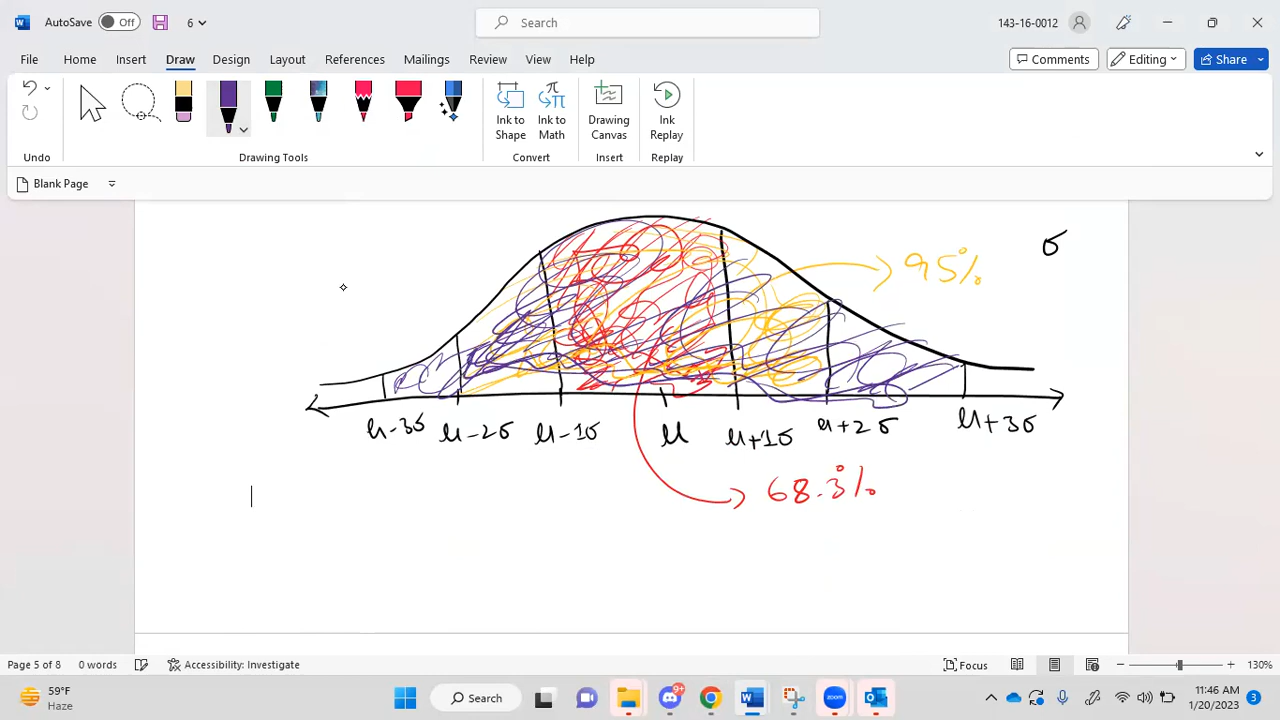 AutoSave Off 6 Search 143-16-0012
File Home Insert Draw Design Layout References Mailings Review View Help Comments Editing Share
Ink to Shape Ink to Math Drawing Canvas Ink Replay
Undo Drawing Tools Convert Insert Replay
Blank Page
σ
95%
μ-3σ μ-2σ μ-1σ μ μ+1σ μ+2σ μ+3σ
68.3%
Page 5 of 8 0 words Accessibility: Investigate Focus 130%
59°F
Haze
Search
9+
11:46 AM
1/20/2023
3